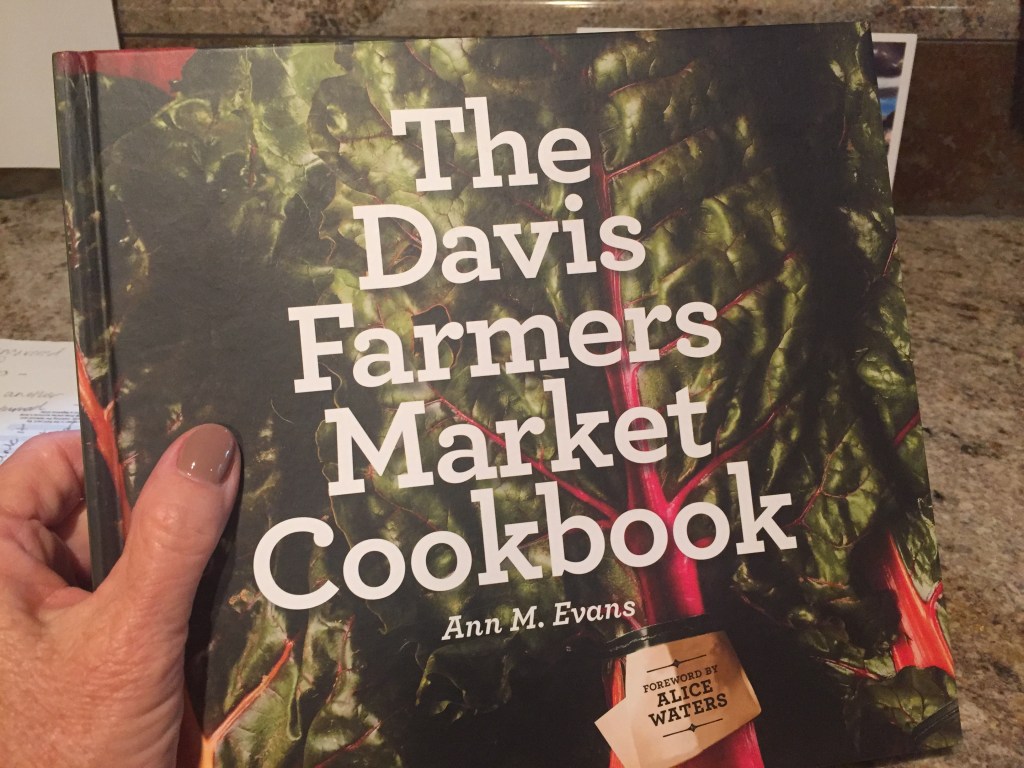 The
Davis
Farmers
Market
Cookbook
Ann M. Evans
FOREWORD BY
ALICE
WATERS